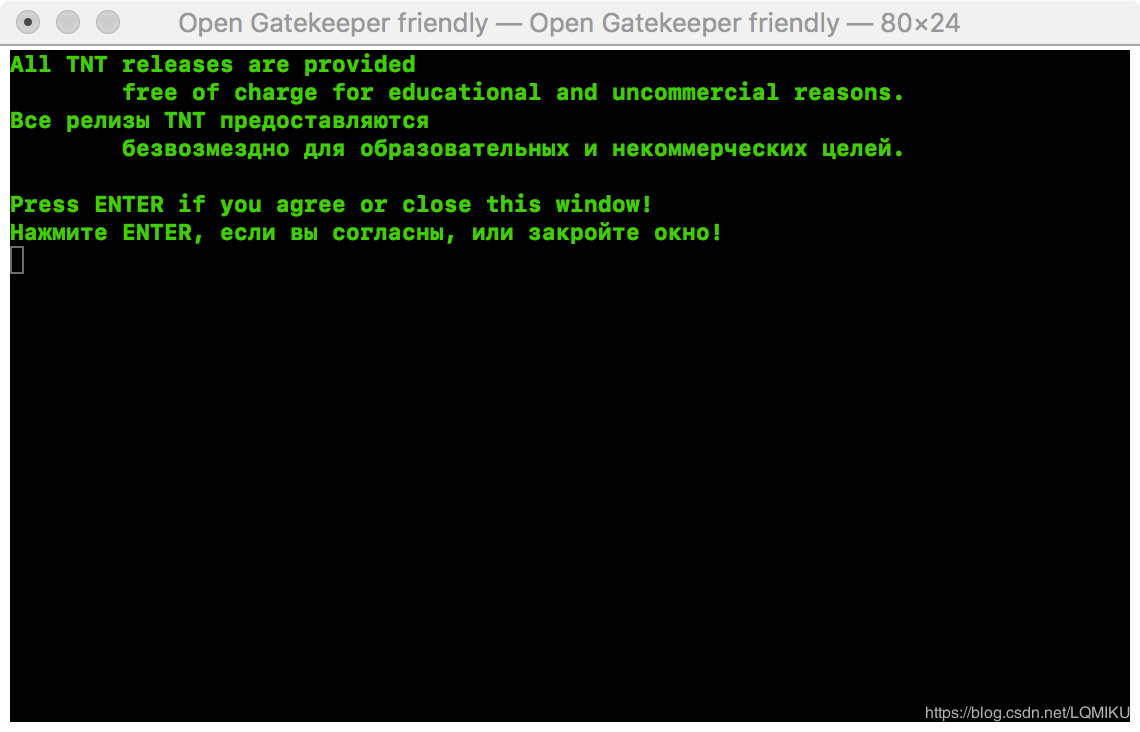 Open Gatekeeper friendly — Open Gatekeeper friendly — 80×24
All TNT releases are provided
free of charge for educational and uncommercial reasons.
Все релизы TNT предоставляются
безвозмездно для образовательных и некоммерческих целей.
Press ENTER if you agree or close this window!
Нажмите ENTER, если вы согласны, или закройте окно!
https://blog.csdn.net/LQMIKU